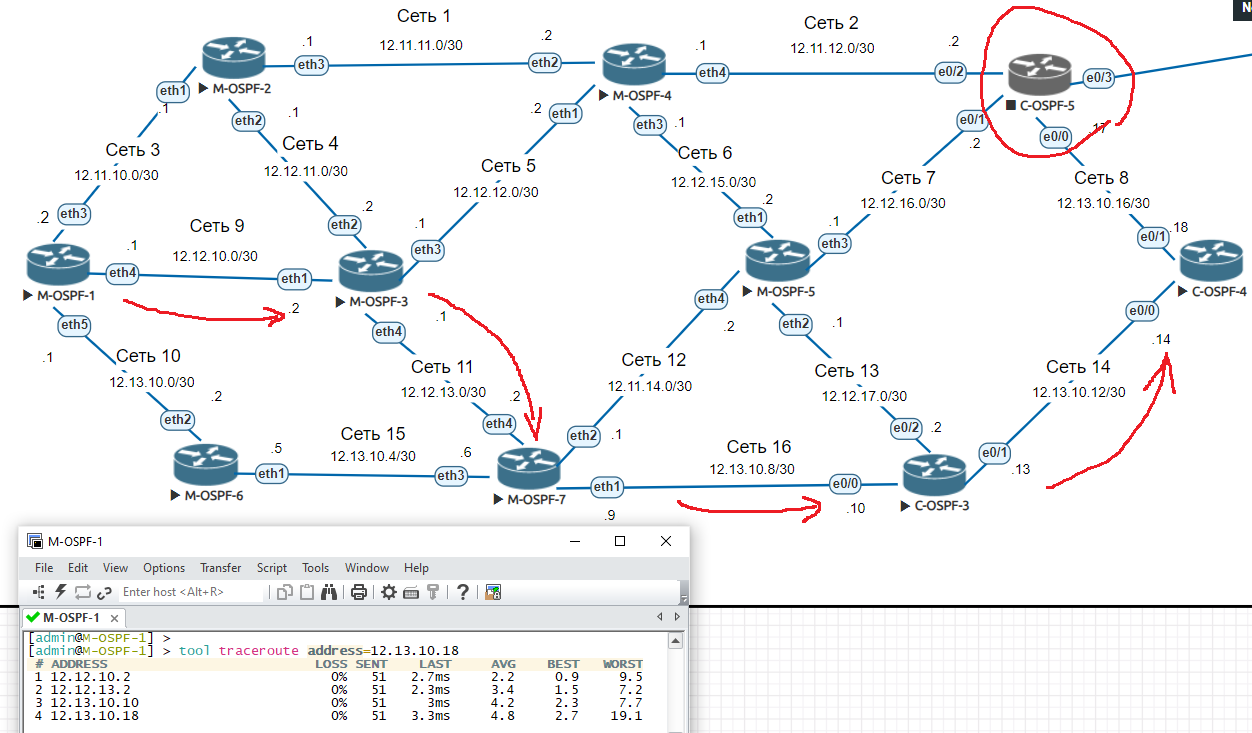 Сеть 1
12.11.11.0/30
.1
.2
eth3
eth2
eth1
.1
M-OSPF-2
eth2
.1
Сеть 2
12.11.12.0/30
.1
.2
eth4
e0/2
M-OSPF-4
.2
eth1
eth3
.1
e0/3
C-OSPF-5
e0/1
.2
.17
e0/0
Сеть 3
12.11.10.0/30
Сеть 4
12.12.11.0/30
Сеть 5
12.12.12.0/30
Сеть 6
12.12.15.0/30
Сеть 7
12.12.16.0/30
Сеть 8
12.13.10.16/30
.2
eth3
Сеть 9
12.12.10.0/30
.1
eth4
eth1
.2
M-OSPF-1
eth5
.1
.2
eth2
.1
eth3
M-OSPF-3
.1
eth4
.2
eth1
.1
eth3
M-OSPF-5
eth4
.2
eth2
.1
.18
e0/1
C-OSPF-4
e0/0
.14
Сеть 10
12.13.10.0/30
.2
eth2
Сеть 11
12.12.13.0/30
.2
eth4
Сеть 12
12.11.14.0/30
eth2
.1
Сеть 13
12.12.17.0/30
e0/2
.2
Сеть 14
12.13.10.12/30
e0/1
.13
M-OSPF-6
.5
eth1
Сеть 15
12.13.10.4/30
.6
eth3
M-OSPF-7
eth1
.9
Сеть 16
12.13.10.8/30
e0/0
.10
C-OSPF-3
N
M-OSPF-1
File Edit View Options Transfer Script Tools Window Help
Enter host <Alt+R>
M-OSPF-1
[admin@M-OSPF-1] >
[admin@M-OSPF-1] > tool traceroute address=12.13.10.18
# ADDRESS LOSS SENT LAST AVG BEST WORST
1 12.12.10.2 0% 51 2.7ms 2.2 0.9 9.5
2 12.12.13.2 0% 51 2.3ms 3.4 1.5 7.2
3 12.13.10.10 0% 51 3ms 4.2 2.3 7.7
4 12.13.10.18 0% 51 3.3ms 4.8 2.7 19.1